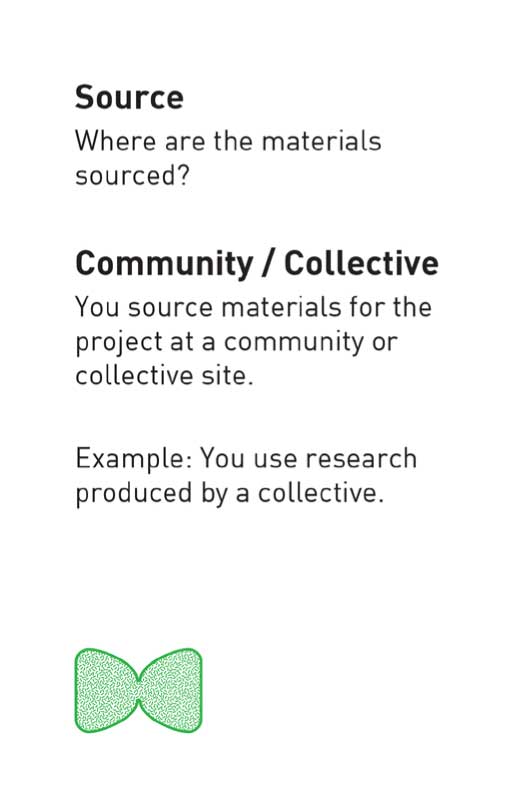 Source
Where are the materials
sourced?
Community / Collective
You source materials for the
project at a community or
collective site.
Example: You use research
produced by a collective.